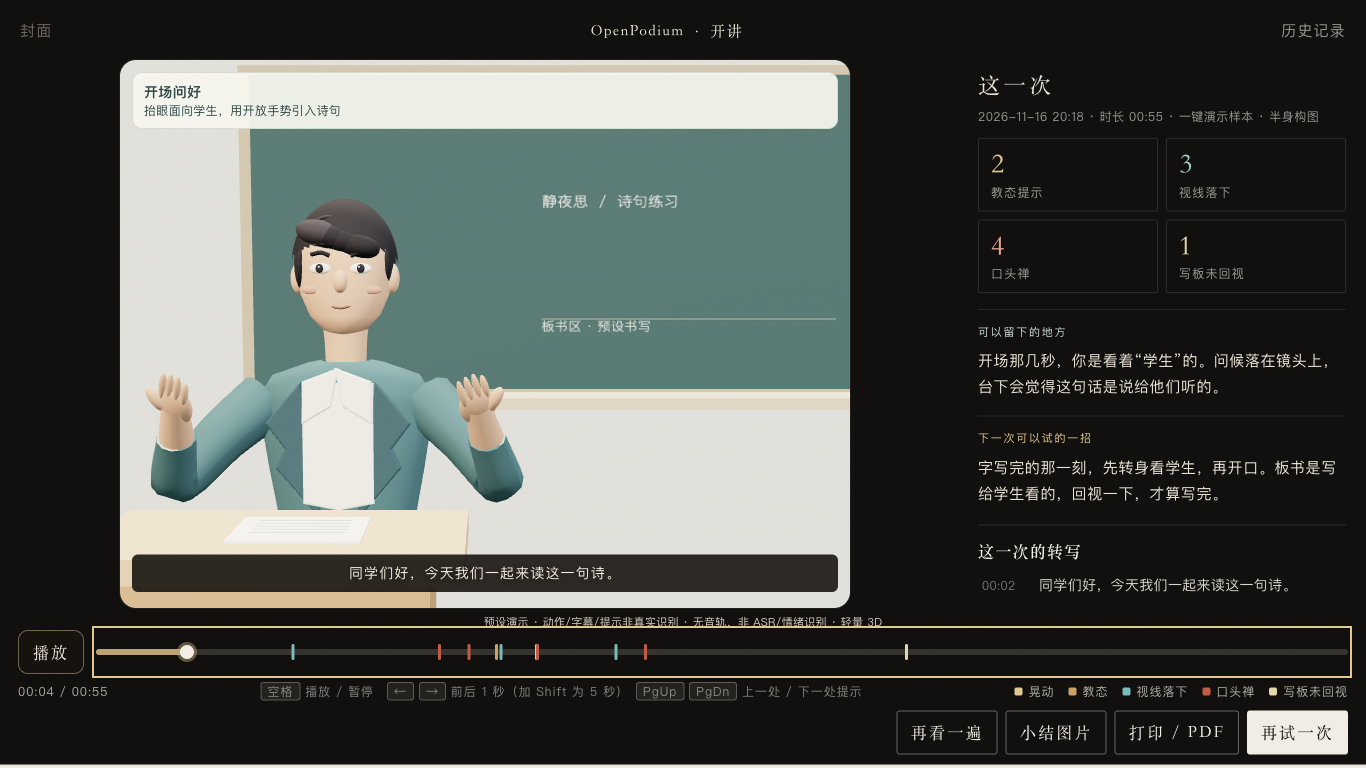 封面
OpenPodium · 开讲
历史记录
开场问好
抬眼面向学生，用开放手势引入诗句
静夜思 / 诗句练习
板书区 · 预设书写
同学们好，今天我们一起来读这一句诗。
预设演示 · 动作/字幕/提示非真实识别 · 无音轨，非 ASR/情绪识别 · 轻量 3D
这一次
2026-11-16 20:18 · 时长 00:55 · 一键演示样本 · 半身构图
2
教态提示
3
视线落下
4
口头禅
1
写板未回视
可以留下的地方
开场那几秒，你是看着“学生”的。问候落在镜头上，
台下会觉得这句话是说给他们听的。
下一次可以试的一招
字写完的那一刻，先转身看学生，再开口。板书是写
给学生看的，回视一下，才算写完。
这一次的转写
00:02 同学们好，今天我们一起来读这一句诗。
播放
00:04 / 00:55
空格 播放 / 暂停 ← → 前后 1 秒（加 Shift 为 5 秒） PgUp PgDn 上一处 / 下一处提示
晃动 教态 视线落下 口头禅 写板未回视
再看一遍 小结图片 打印 / PDF 再试一次